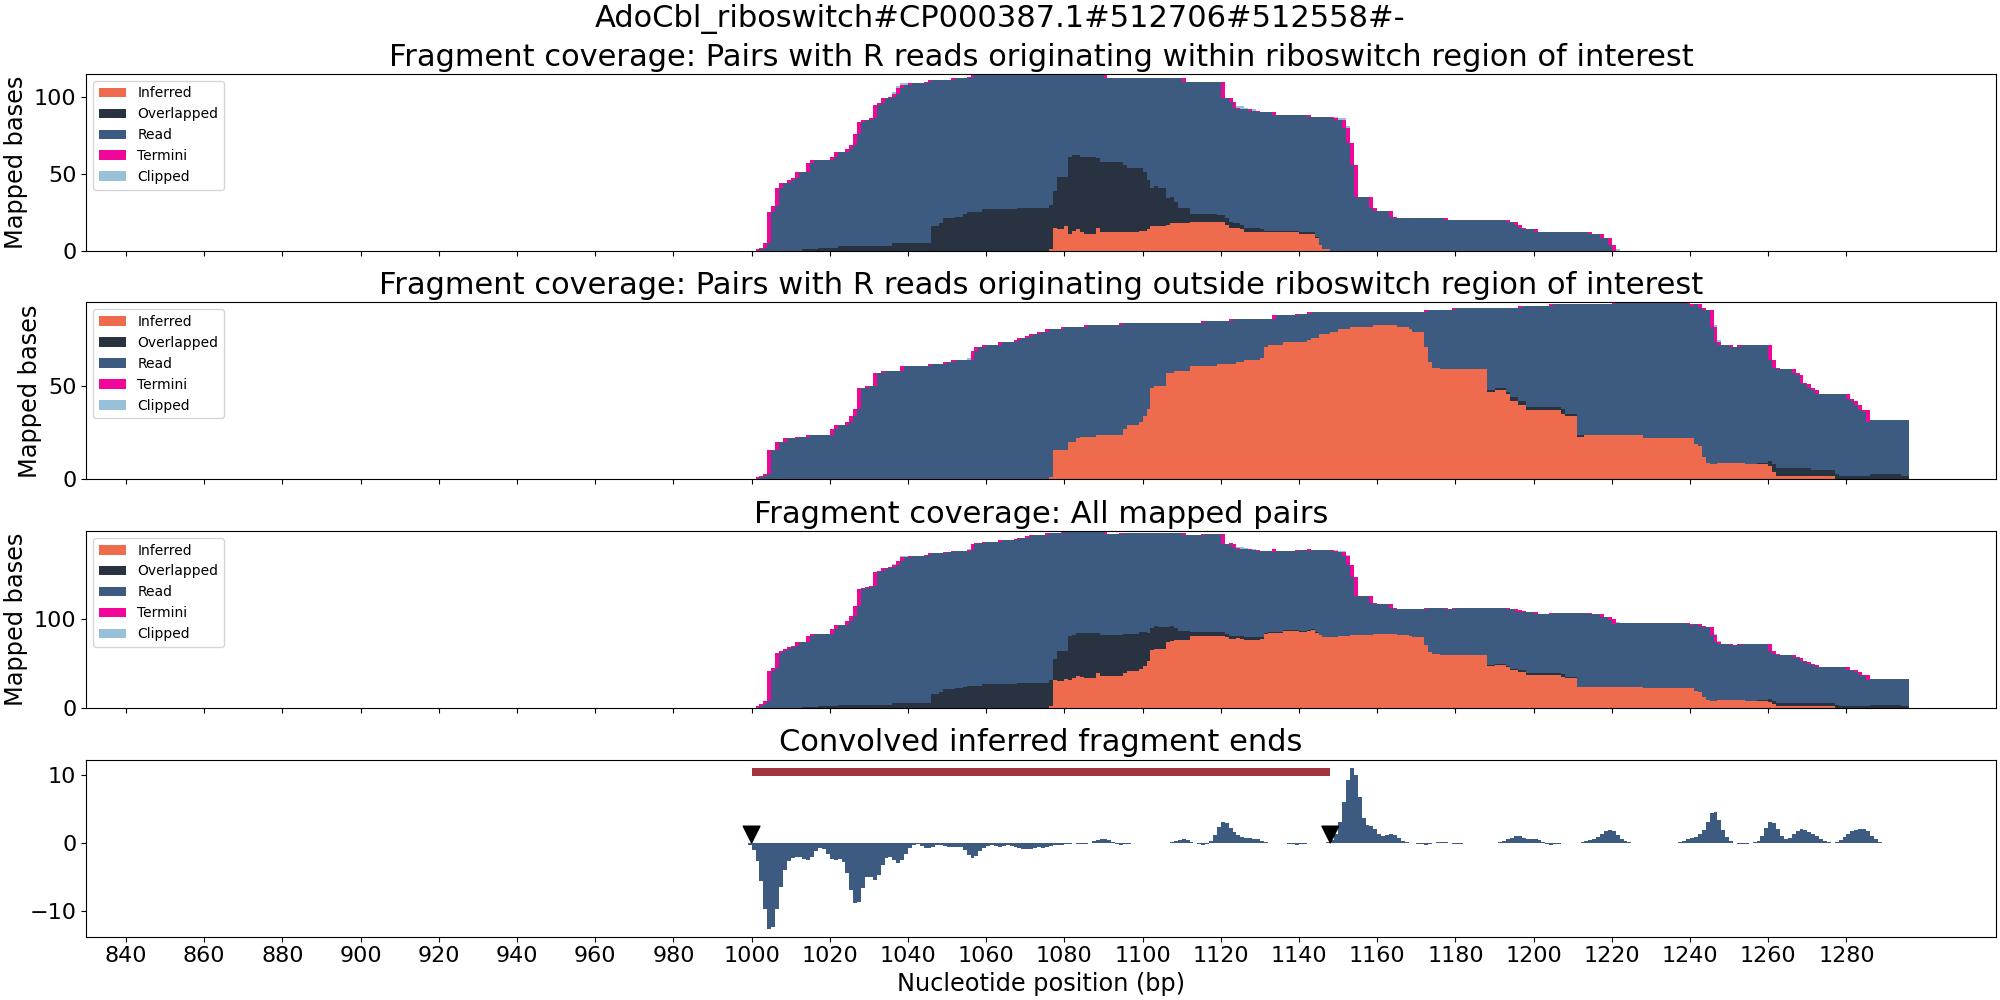 AdoCbl_riboswitch#CP000387.1#512706#512558#-
Fragment coverage: Pairs with R reads originating within riboswitch region of interest
Mapped bases
100
50
0
Inferred
Overlapped
Read
Termini
Clipped
Fragment coverage: Pairs with R reads originating outside riboswitch region of interest
Mapped bases
50
0
Inferred
Overlapped
Read
Termini
Clipped
Fragment coverage: All mapped pairs
Mapped bases
100
0
Inferred
Overlapped
Read
Termini
Clipped
Convolved inferred fragment ends
10
0
−10
840 860 880 900 920 940 960 980 1000 1020 1040 1060 1080 1100 1120 1140 1160 1180 1200 1220 1240 1260 1280
Nucleotide position (bp)